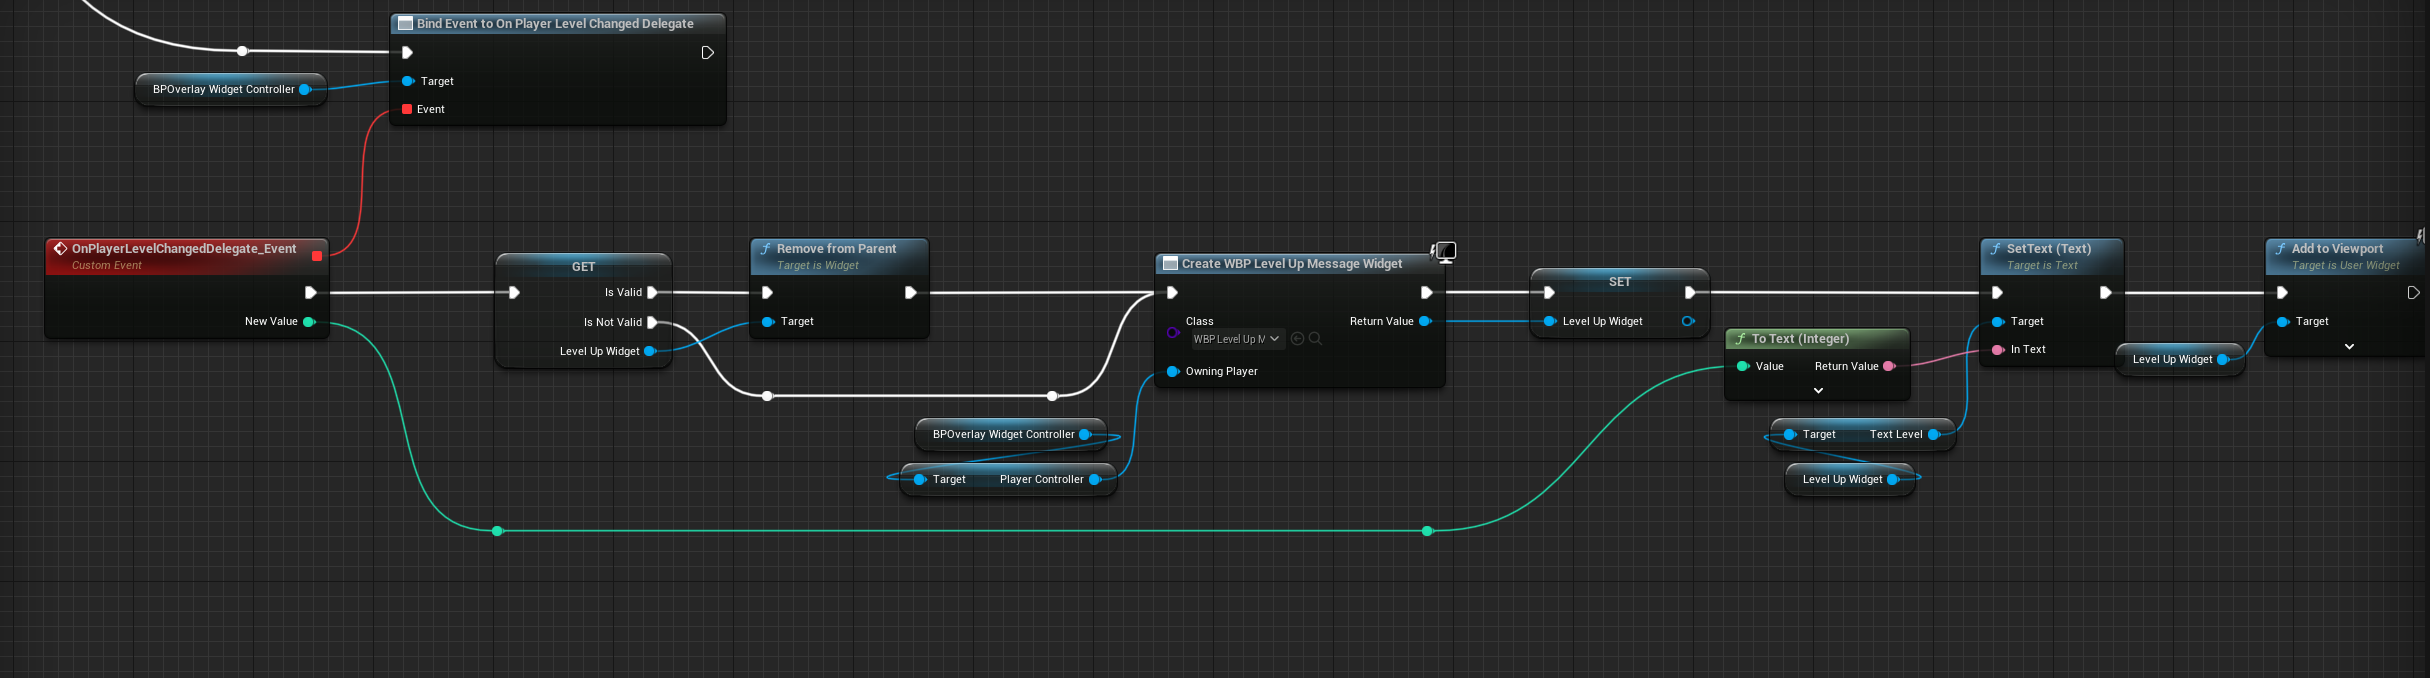 Bind Event to On Player Level Changed Delegate
BPOverlay Widget Controller
Target
Event
OnPlayerLevelChangedDelegate_Event
Custom Event
New Value
GET
Is Valid
Is Not Valid
Level Up Widget
Remove from Parent
Target is Widget
Target
Create WBP Level Up Message Widget
Class
WBP Level Up M
Return Value
Owning Player
BPOverlay Widget Controller
Target Player Controller
SET
Level Up Widget
To Text (Integer)
Value Return Value
Target Text Level
Level Up Widget
SetText (Text)
Target is Text
Target
In Text
Level Up Widget
Add to Viewport
Target is User Widget
Target